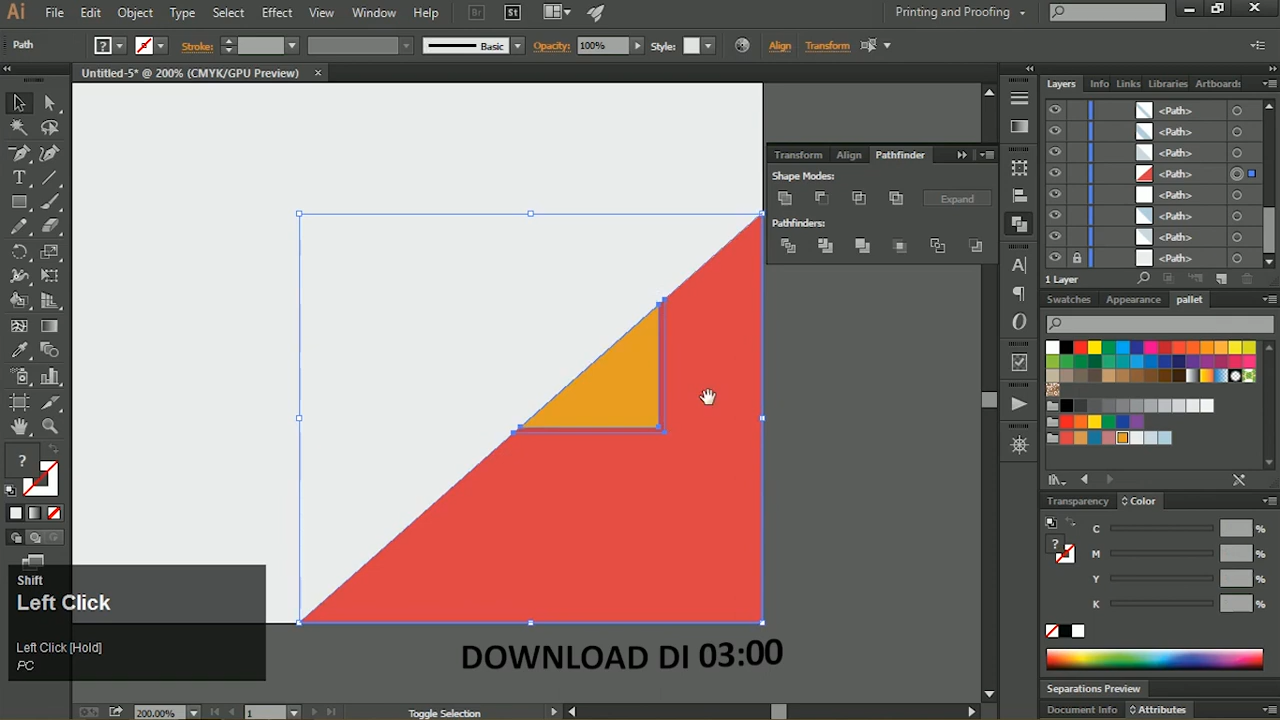 Ai File Edit Object Type Select Effect View Window Help Br St Printing and Proofing
Path ? Stroke: Basic Opacity: 100% Style: Align Transform
Untitled-5* @ 200% (CMYK/GPU Preview) ×
Layers Info Links Libraries Artboards
<Path>
<Path>
<Path>
<Path>
<Path>
<Path>
<Path>
<Path>
1 Layer
Transform Align Pathfinder
Shape Modes:
Expand
Pathfinders:
Swatches Appearance pallet
Transparency Color
C %
M %
Y %
K %
Separations Preview
Document Info Attributes
Shift
Left Click
Left Click [Hold]
PC
DOWNLOAD DI 03:00
200.00% 1 Toggle Selection